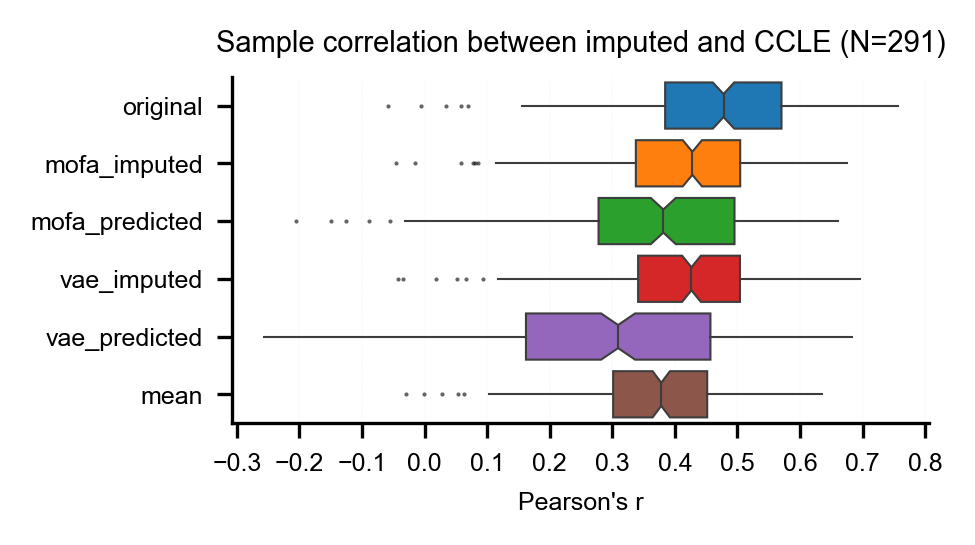 Sample correlation between imputed and CCLE (N=291)
original
mofa_imputed
mofa_predicted
vae_imputed
vae_predicted
mean
−0.3 −0.2 −0.1 0.0 0.1 0.2 0.3 0.4 0.5 0.6 0.7 0.8
Pearson's r